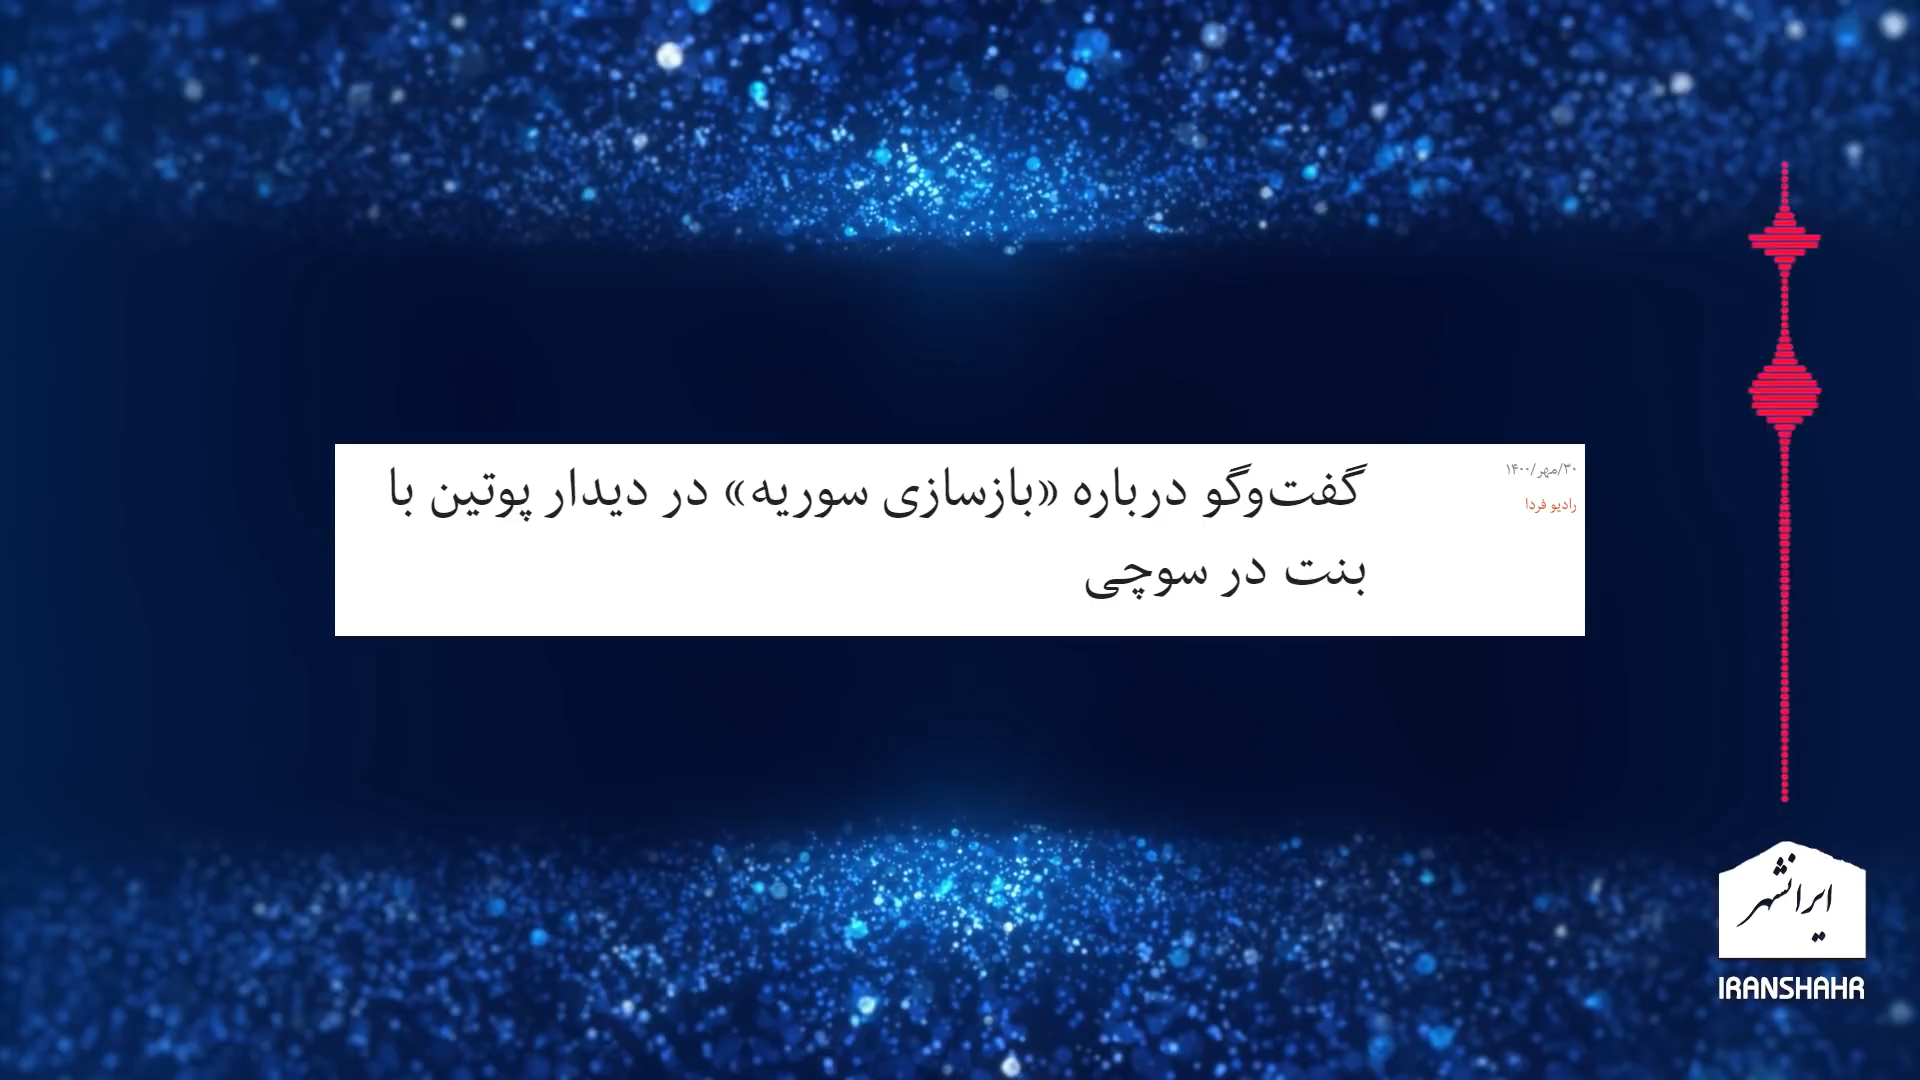 ۳۰/مهر/۱۴۰۰
رادیو فردا
گفت‌وگو درباره «بازسازی سوریه» در دیدار پوتین با
بنت در سوچی
ایرانشهر
IRANSHAHR